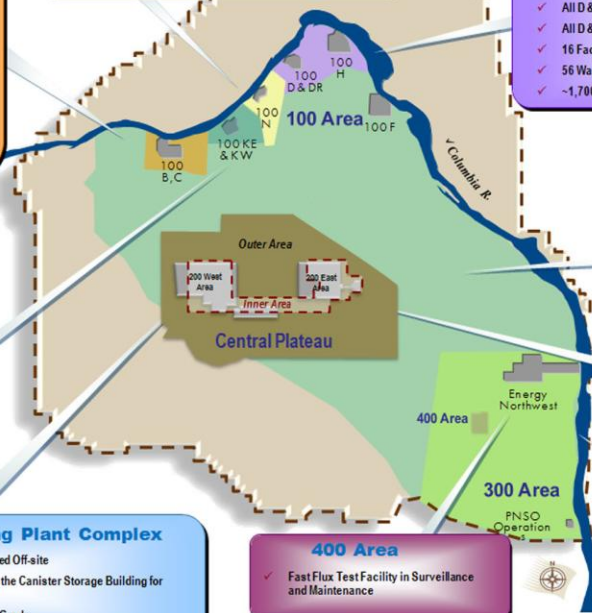 All D &
All D &
16 Fac
56 Wa
~1,700
100
H
100
D & DR
100
N
100 Area
100 F
100 KE
& KW
100
B,C
Columbia R.
Outer Area
200 West
Area
200 East
Area
Inner Area
Central Plateau
Energy
Northwest
400 Area
300 Area
PNSO
Operation
s
N
g Plant Complex
ed Off-site
the Canister Storage Building for
400 Area
Fast Flux Test Facility in Surveillance
and Maintenance